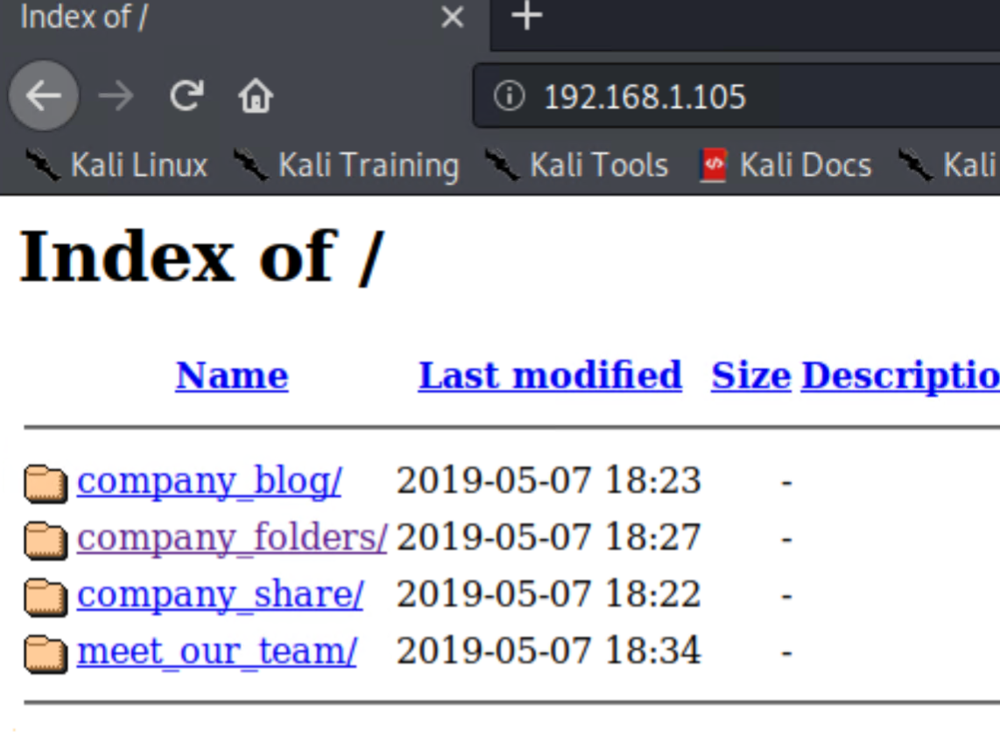 Index of /
192.168.1.105
Kali Linux Kali Training Kali Tools Kali Docs Kali
Index of /
Name Last modified Size Descriptio
company_blog/ 2019-05-07 18:23 -
company_folders/ 2019-05-07 18:27 -
company_share/ 2019-05-07 18:22 -
meet_our_team/ 2019-05-07 18:34 -